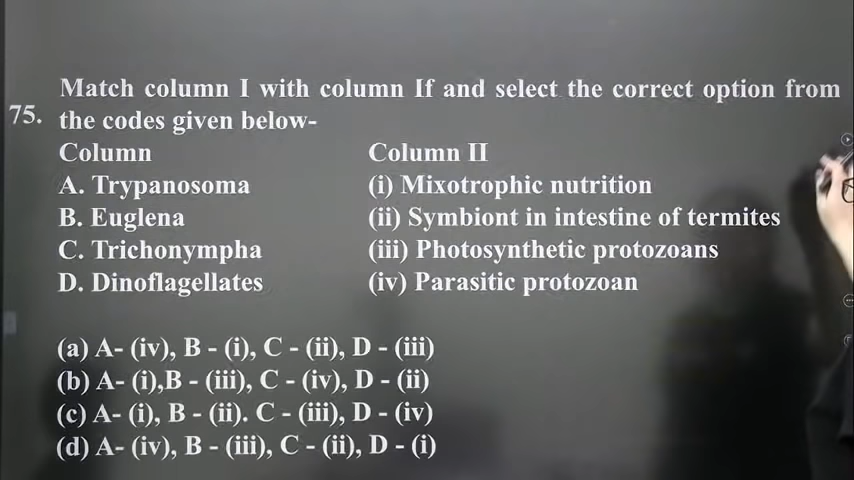 Match column I with column If and select the correct option from
75. the codes given below-
Column Column II
A. Trypanosoma (i) Mixotrophic nutrition
B. Euglena (ii) Symbiont in intestine of termites
C. Trichonympha (iii) Photosynthetic protozoans
D. Dinoflagellates (iv) Parasitic protozoan
(a) A- (iv), B - (i), C - (ii), D - (iii)
(b) A- (i),B - (iii), C - (iv), D - (ii)
(c) A- (i), B - (ii). C - (iii), D - (iv)
(d) A- (iv), B - (iii), C - (ii), D - (i)